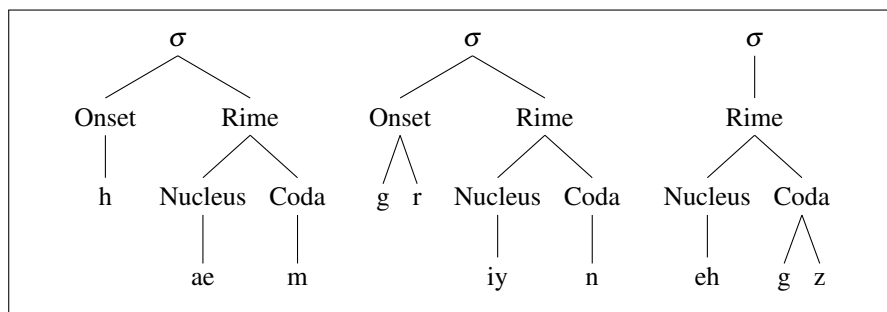 σ σ σ
Onset Rime Onset Rime Rime
h Nucleus Coda g r Nucleus Coda Nucleus Coda
ae m iy n eh g z